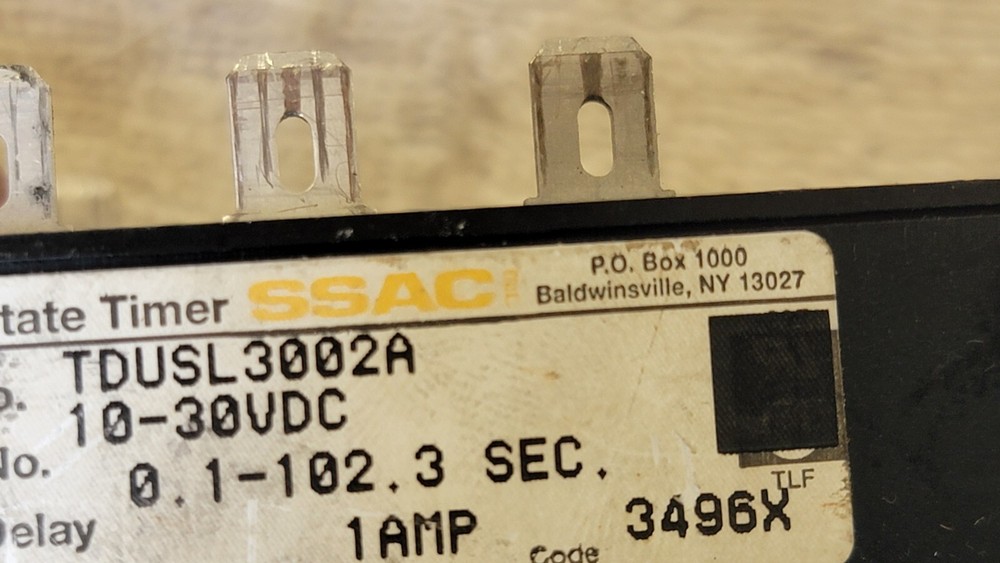 P.O. Box 1000
tate Timer SSAC Baldwinsville, NY 13027
TDUSL3002A
10-30VDC
No.
0.1-102.3 SEC.
TLF
elay 1AMP Code 3496X